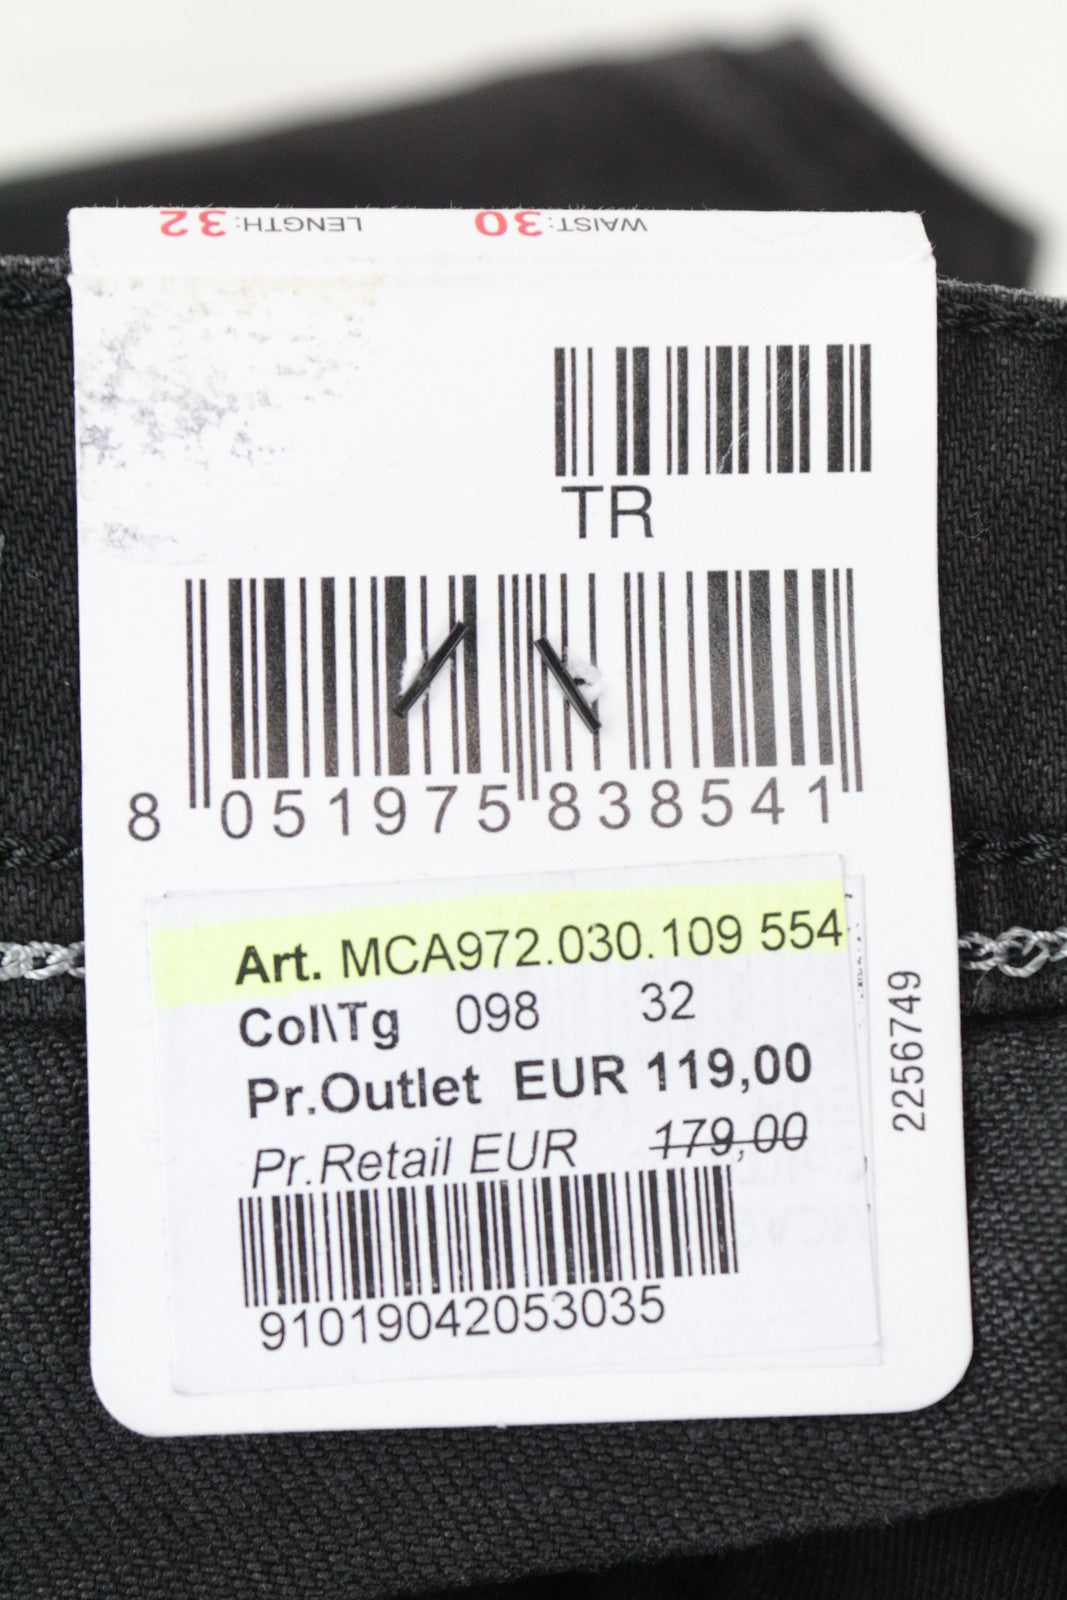 LENGTH: 32 WAIST: 30
TR
8 051975 838541
Art. MCA972.030.109 554
Col\Tg 098 32
Pr.Outlet EUR 119,00
Pr.Retail EUR 179,00
91019042053035
2256749